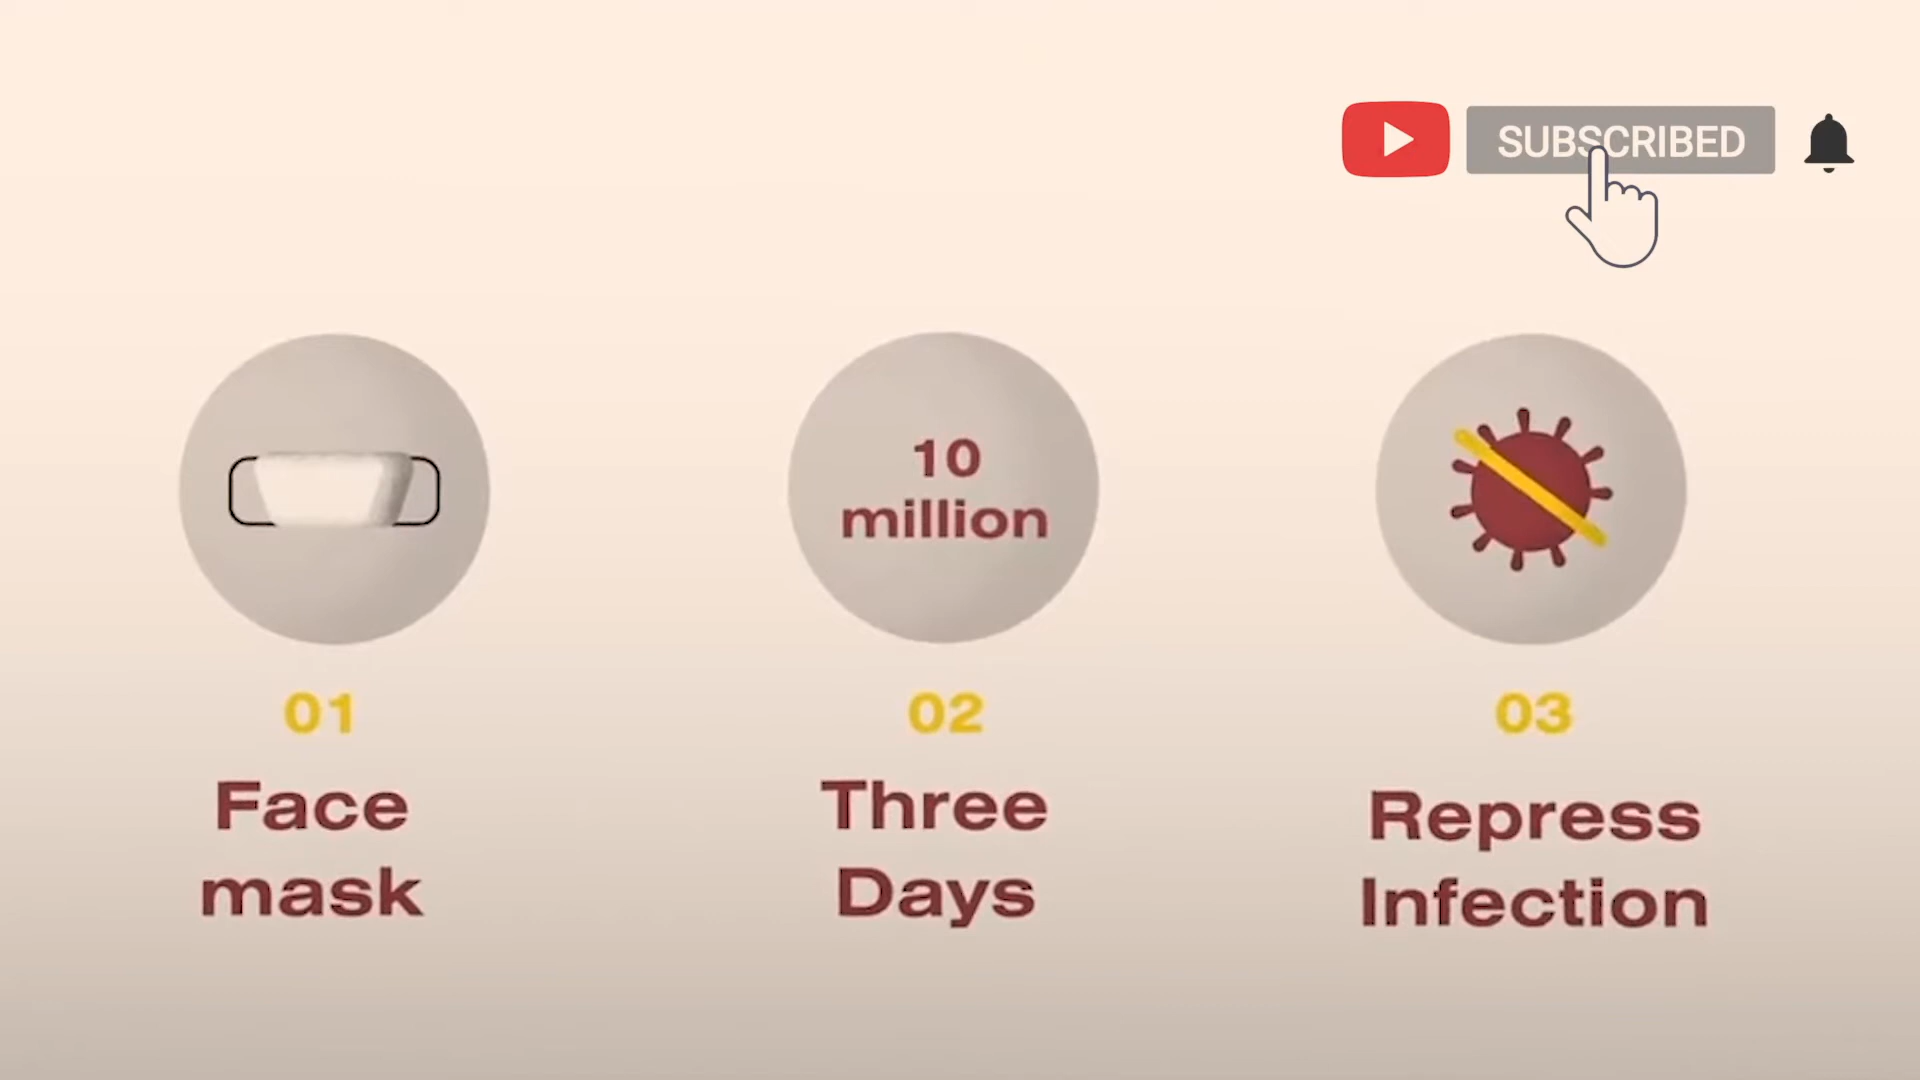 SUBSCRIBED
10
million
01
02
03
Face
mask
Three
Days
Repress
Infection